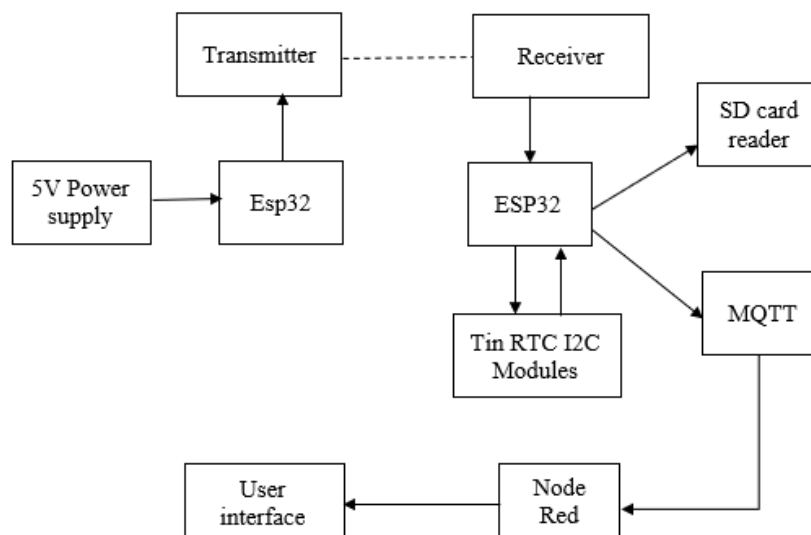 Transmitter
Receiver
SD card
reader
5V Power
supply
Esp32
ESP32
Tin RTC I2C
Modules
MQTT
User
interface
Node
Red